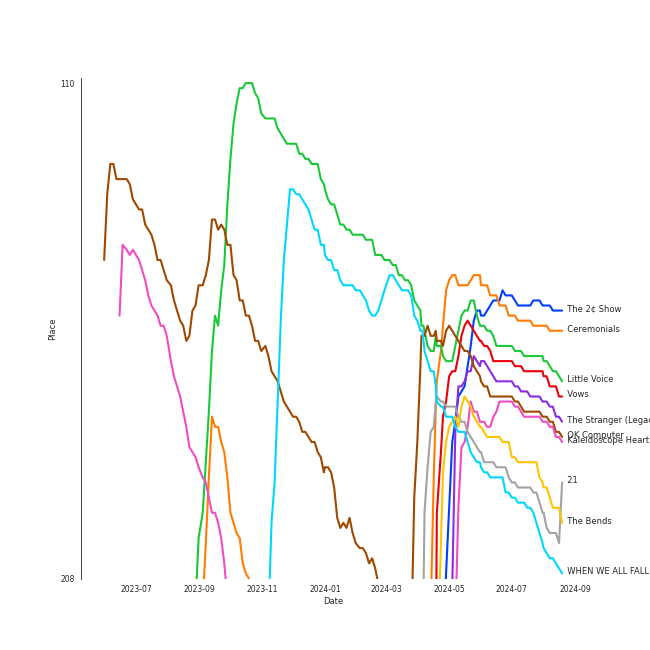 110
Place
208
The 2¢ Show
Ceremonials
Little Voice
Vows
The Stranger (Legac
OK Computer
Kaleidoscope Heart
21
The Bends
WHEN WE ALL FALL
2023-07
2023-09
2023-11
2024-01
2024-03
2024-05
2024-07
2024-09
Date